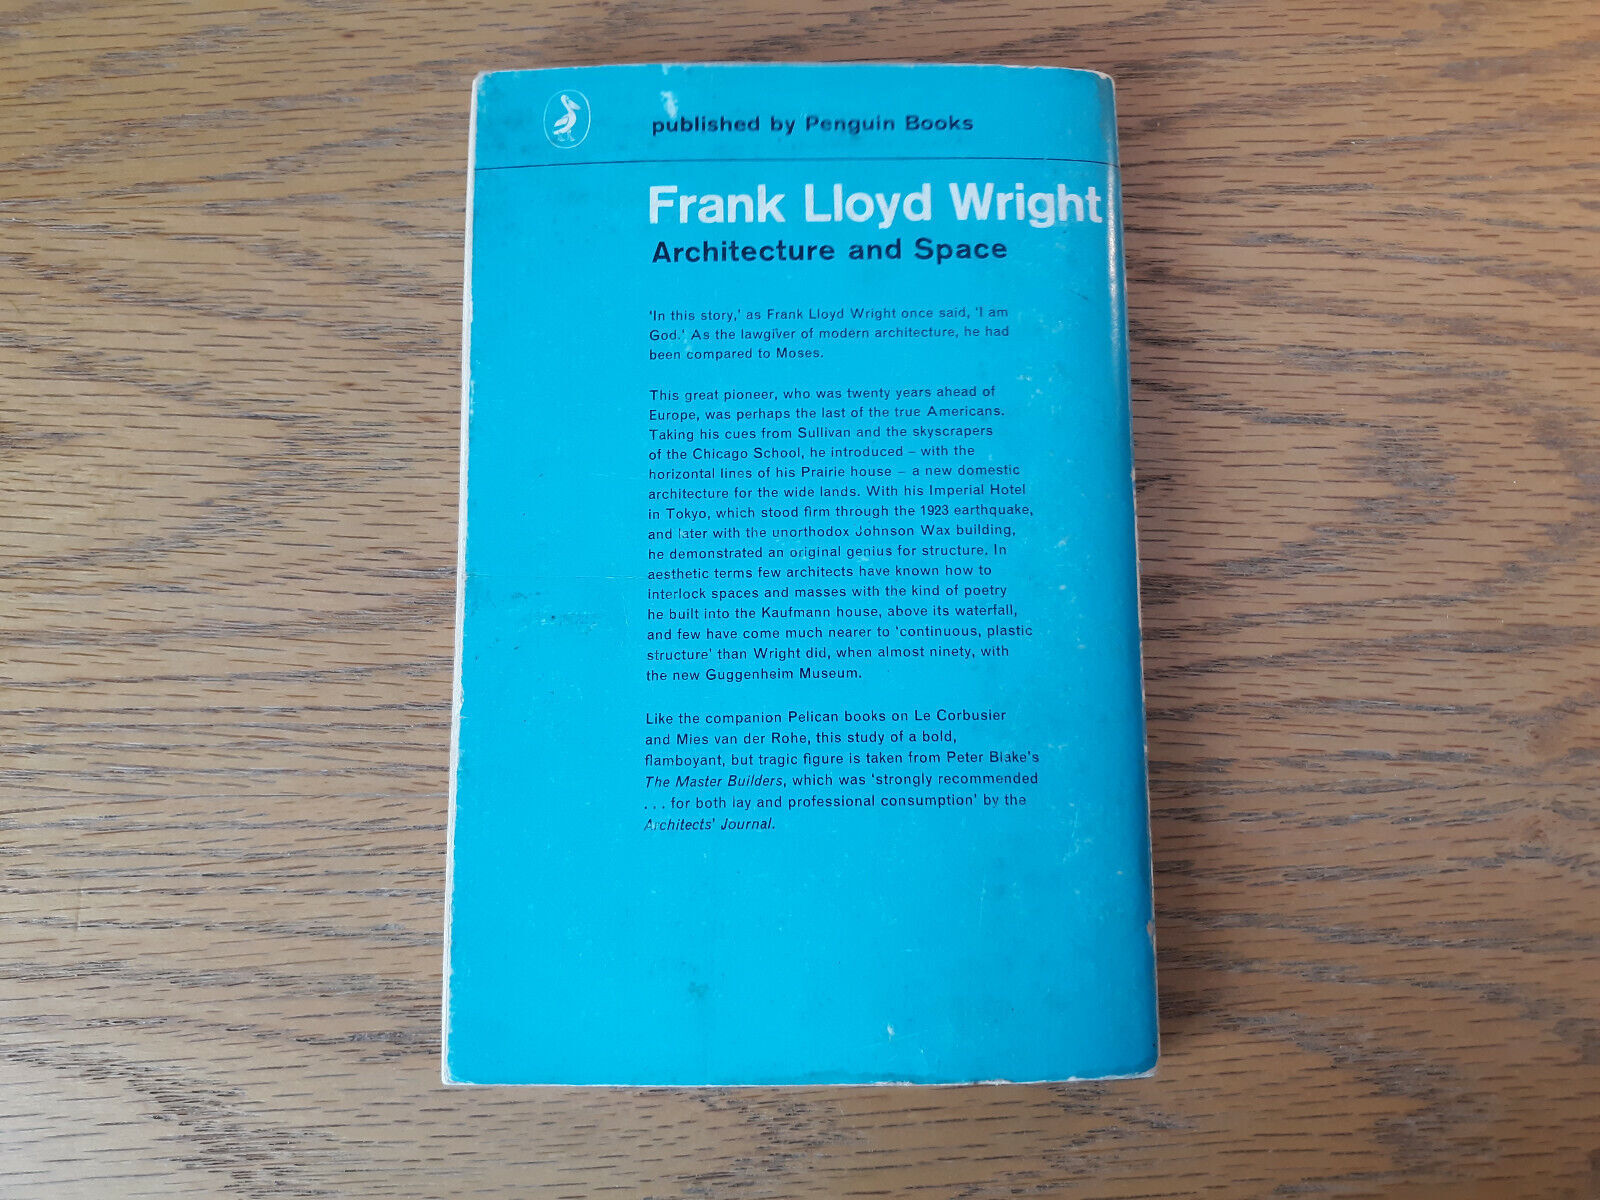 published by Penguin Books
Frank Lloyd Wright
Architecture and Space
'In this story,' as Frank Lloyd Wright once said, 'I am
God.' As the lawgiver of modern architecture, he had
been compared to Moses.
This great pioneer, who was twenty years ahead of
Europe, was perhaps the last of the true Americans.
Taking his cues from Sullivan and the skyscrapers
of the Chicago School, he introduced – with the
horizontal lines of his Prairie house – a new domestic
architecture for the wide lands. With his Imperial Hotel
in Tokyo, which stood firm through the 1923 earthquake,
and later with the unorthodox Johnson Wax building,
he demonstrated an original genius for structure. In
aesthetic terms few architects have known how to
interlock spaces and masses with the kind of poetry
he built into the Kaufmann house, above its waterfall,
and few have come much nearer to 'continuous, plastic
structure' than Wright did, when almost ninety, with
the new Guggenheim Museum.
Like the companion Pelican books on Le Corbusier
and Mies van der Rohe, this study of a bold,
flamboyant, but tragic figure is taken from Peter Blake's
The Master Builders, which was 'strongly recommended
. . . for both lay and professional consumption' by the
Architects' Journal.